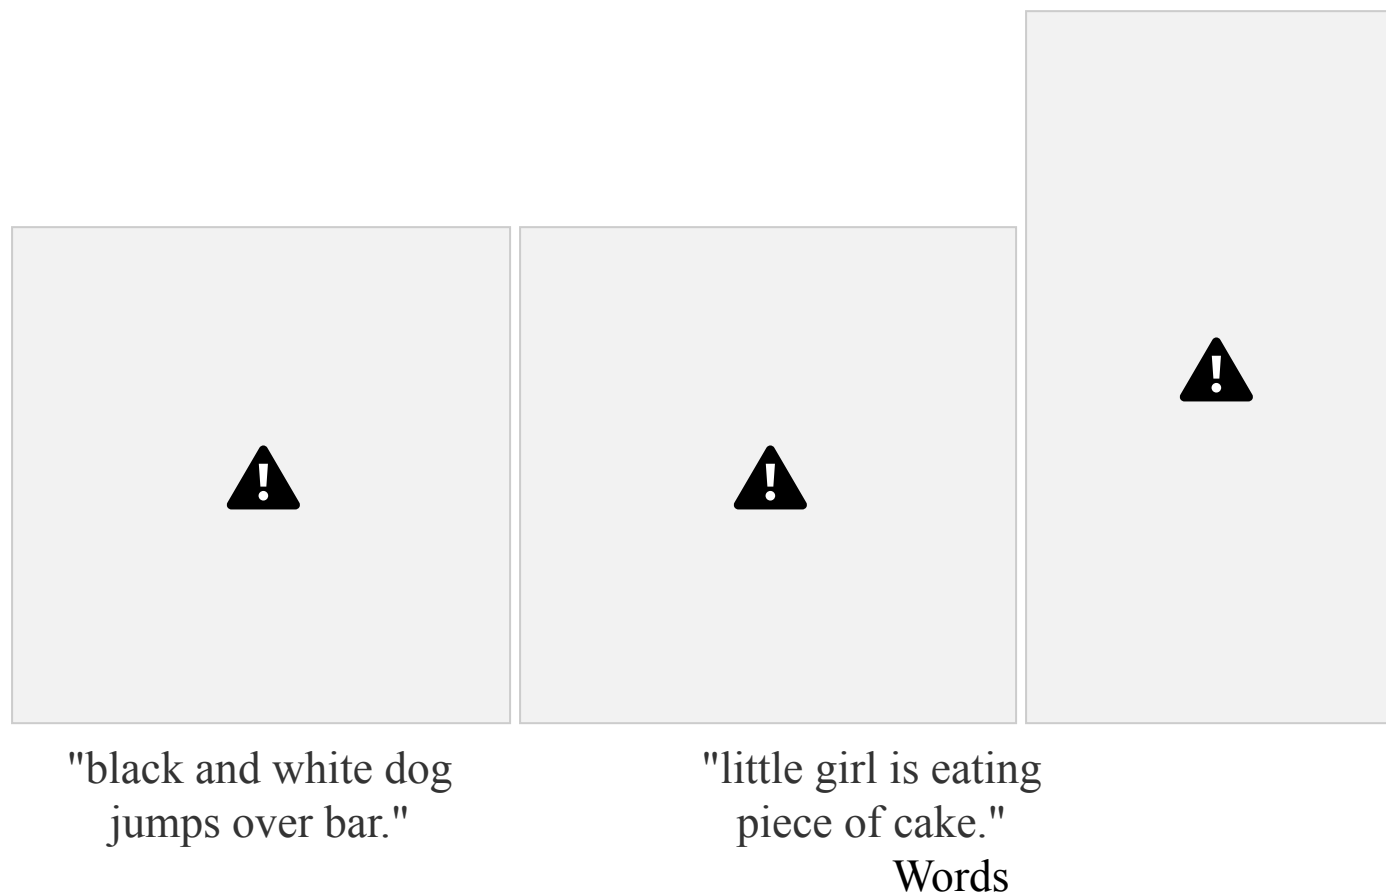 "black and white dog
jumps over bar."
"little girl is eating
piece of cake."
Words